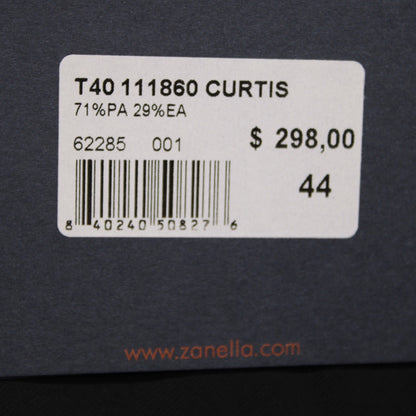 T40 111860 CURTIS
71%PA 29%EA
62285 001
$ 298,00
44
8 40240 50827 6
www.zanella.com